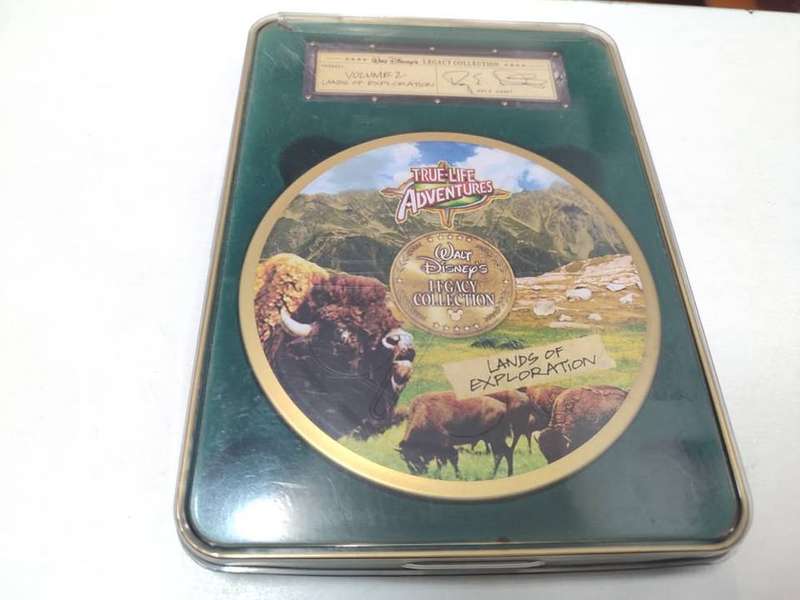 Walt Disney's LEGACY COLLECTION
VOLUME 2
LANDS OF EXPLORATION
TRUE-LIFE
ADVENTURES
WALT
DISNEY'S
LEGACY
COLLECTION
LANDS OF
EXPLORATION